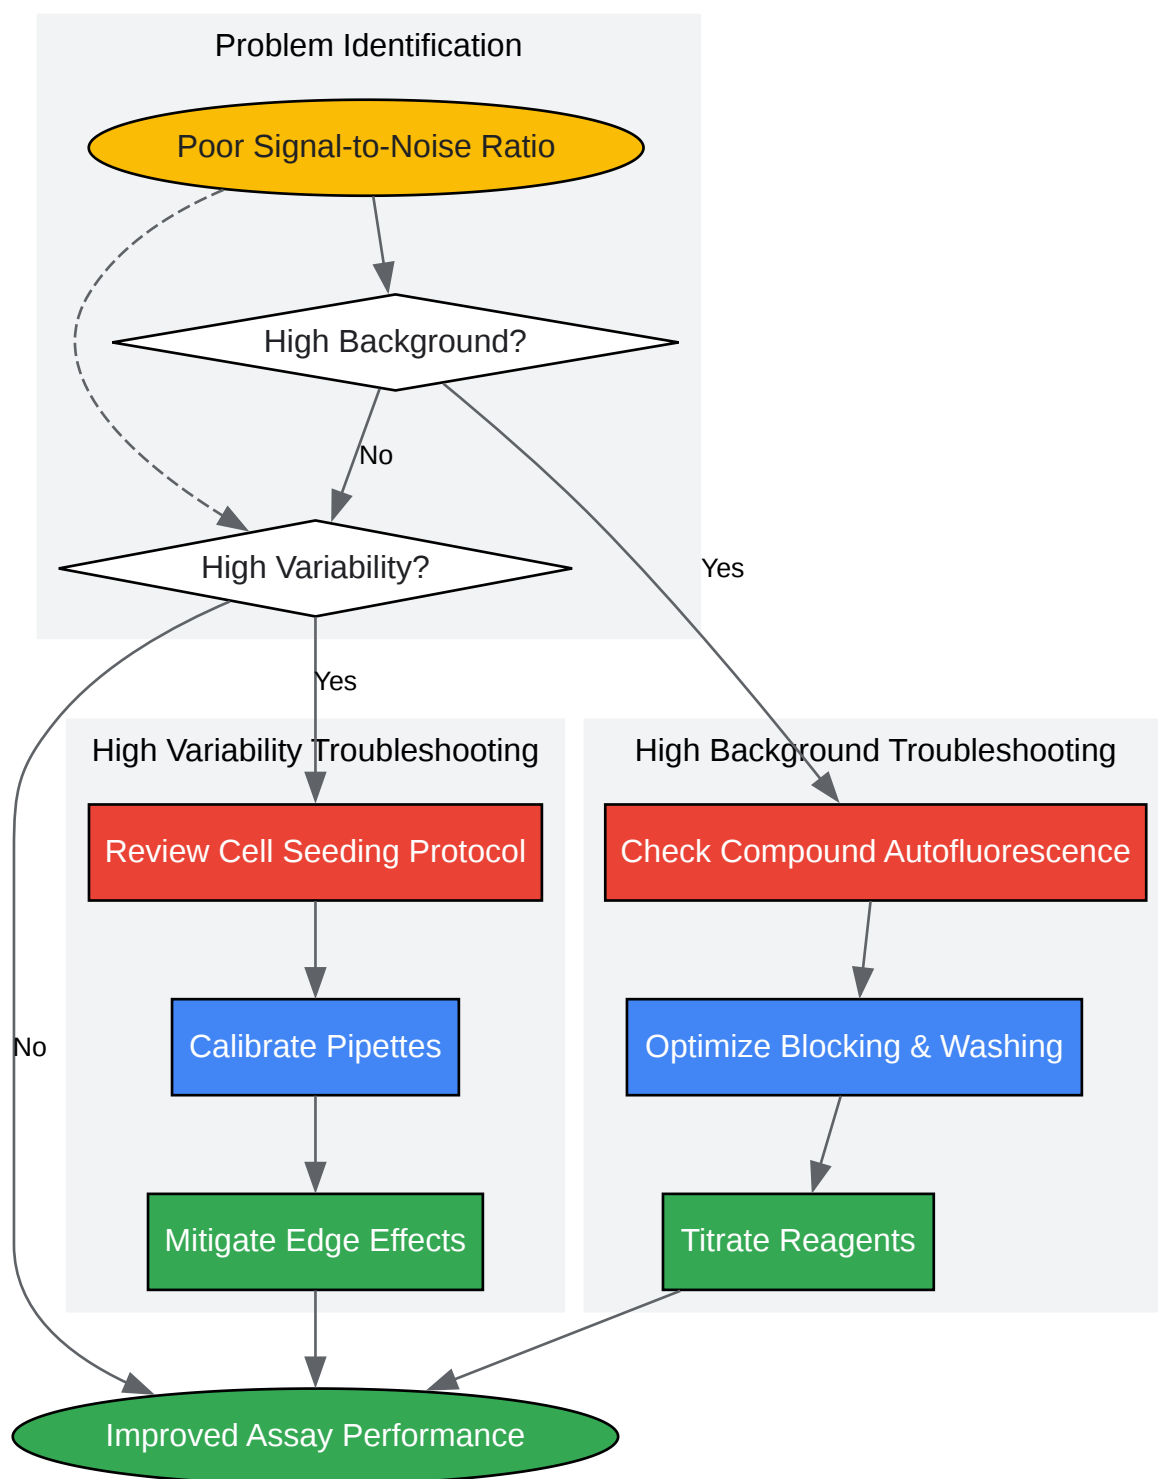 Problem Identification
Poor Signal-to-Noise Ratio
High Background?
No
High Variability?
Yes
Yes
High Variability Troubleshooting
High Background Troubleshooting
Review Cell Seeding Protocol
Check Compound Autofluorescence
Calibrate Pipettes
Optimize Blocking & Washing
No
Mitigate Edge Effects
Titrate Reagents
Improved Assay Performance